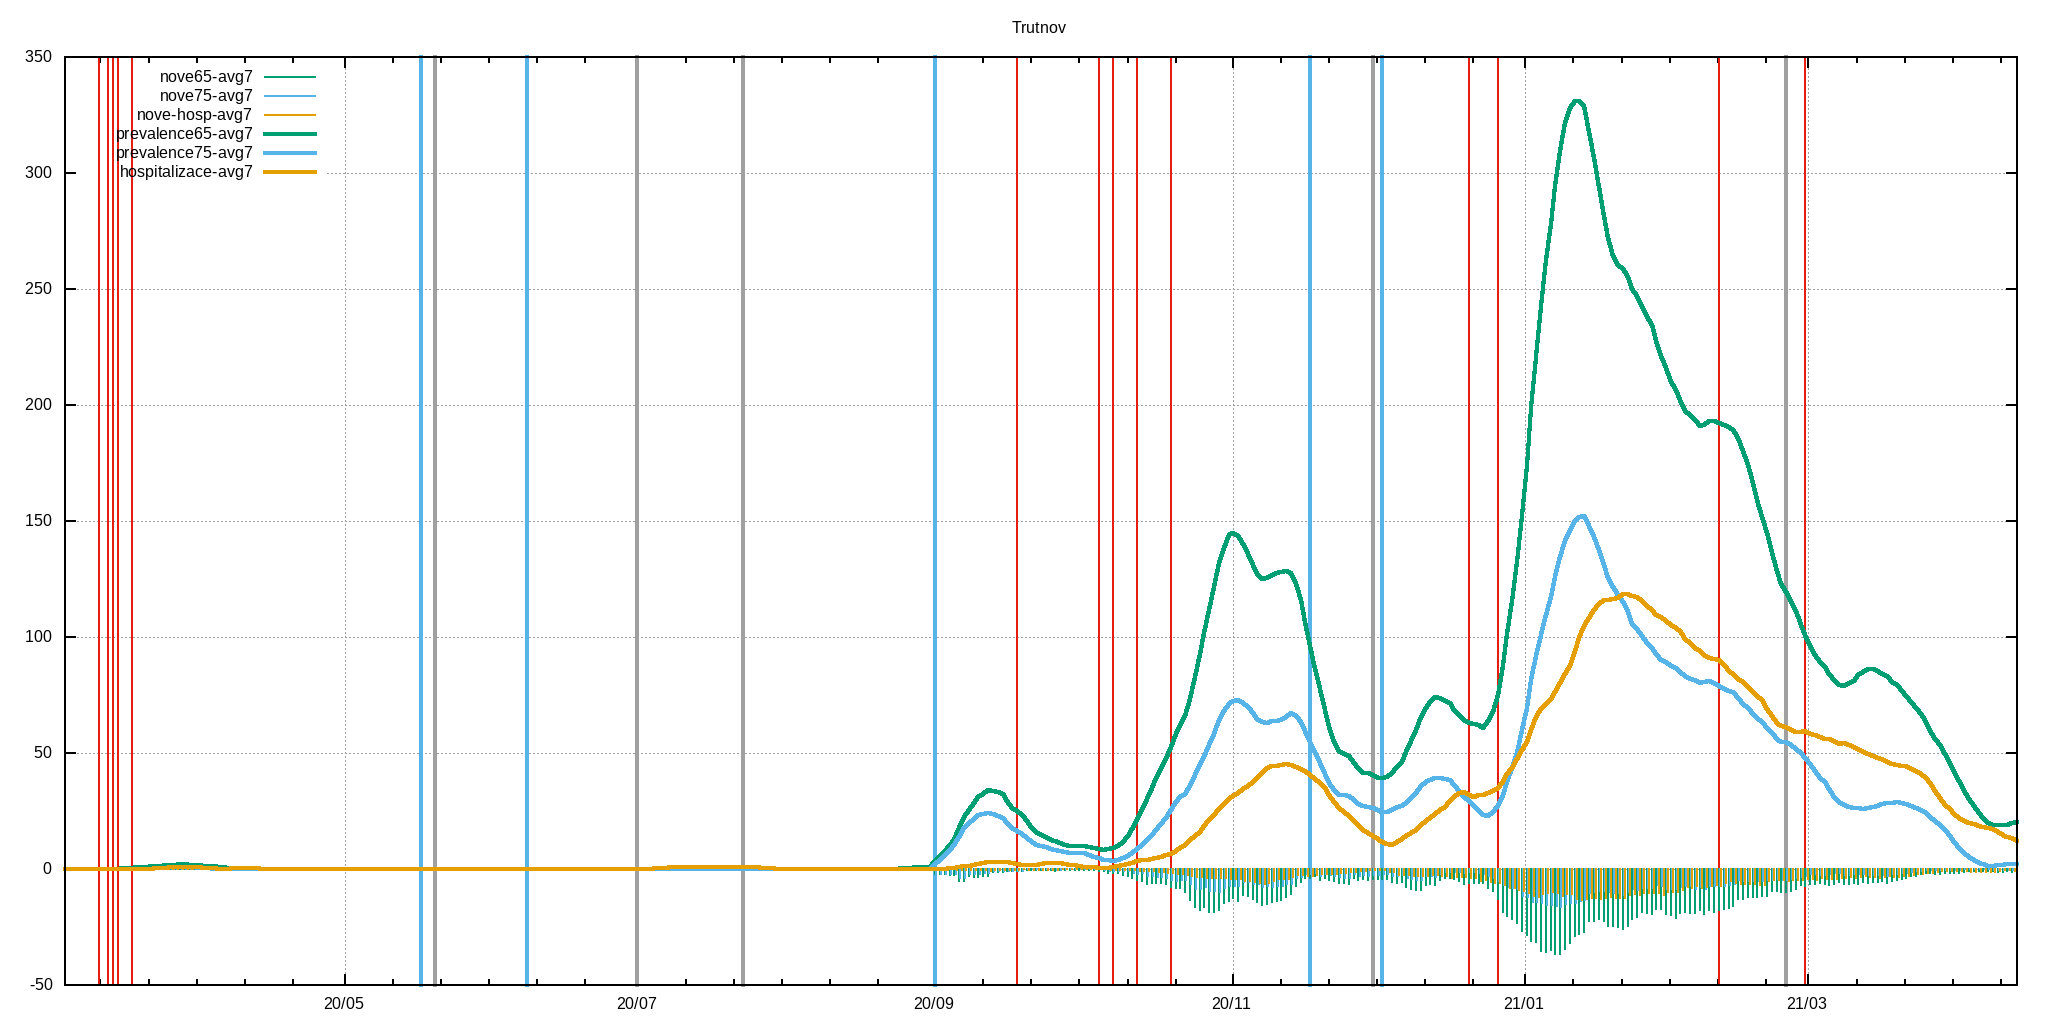 Trutnov
350
300
250
200
150
100
50
0
-50
nove65-avg7
nove75-avg7
nove-hosp-avg7
prevalence65-avg7
prevalence75-avg7
hospitalizace-avg7
20/05 20/07 20/09 20/11 21/01 21/03